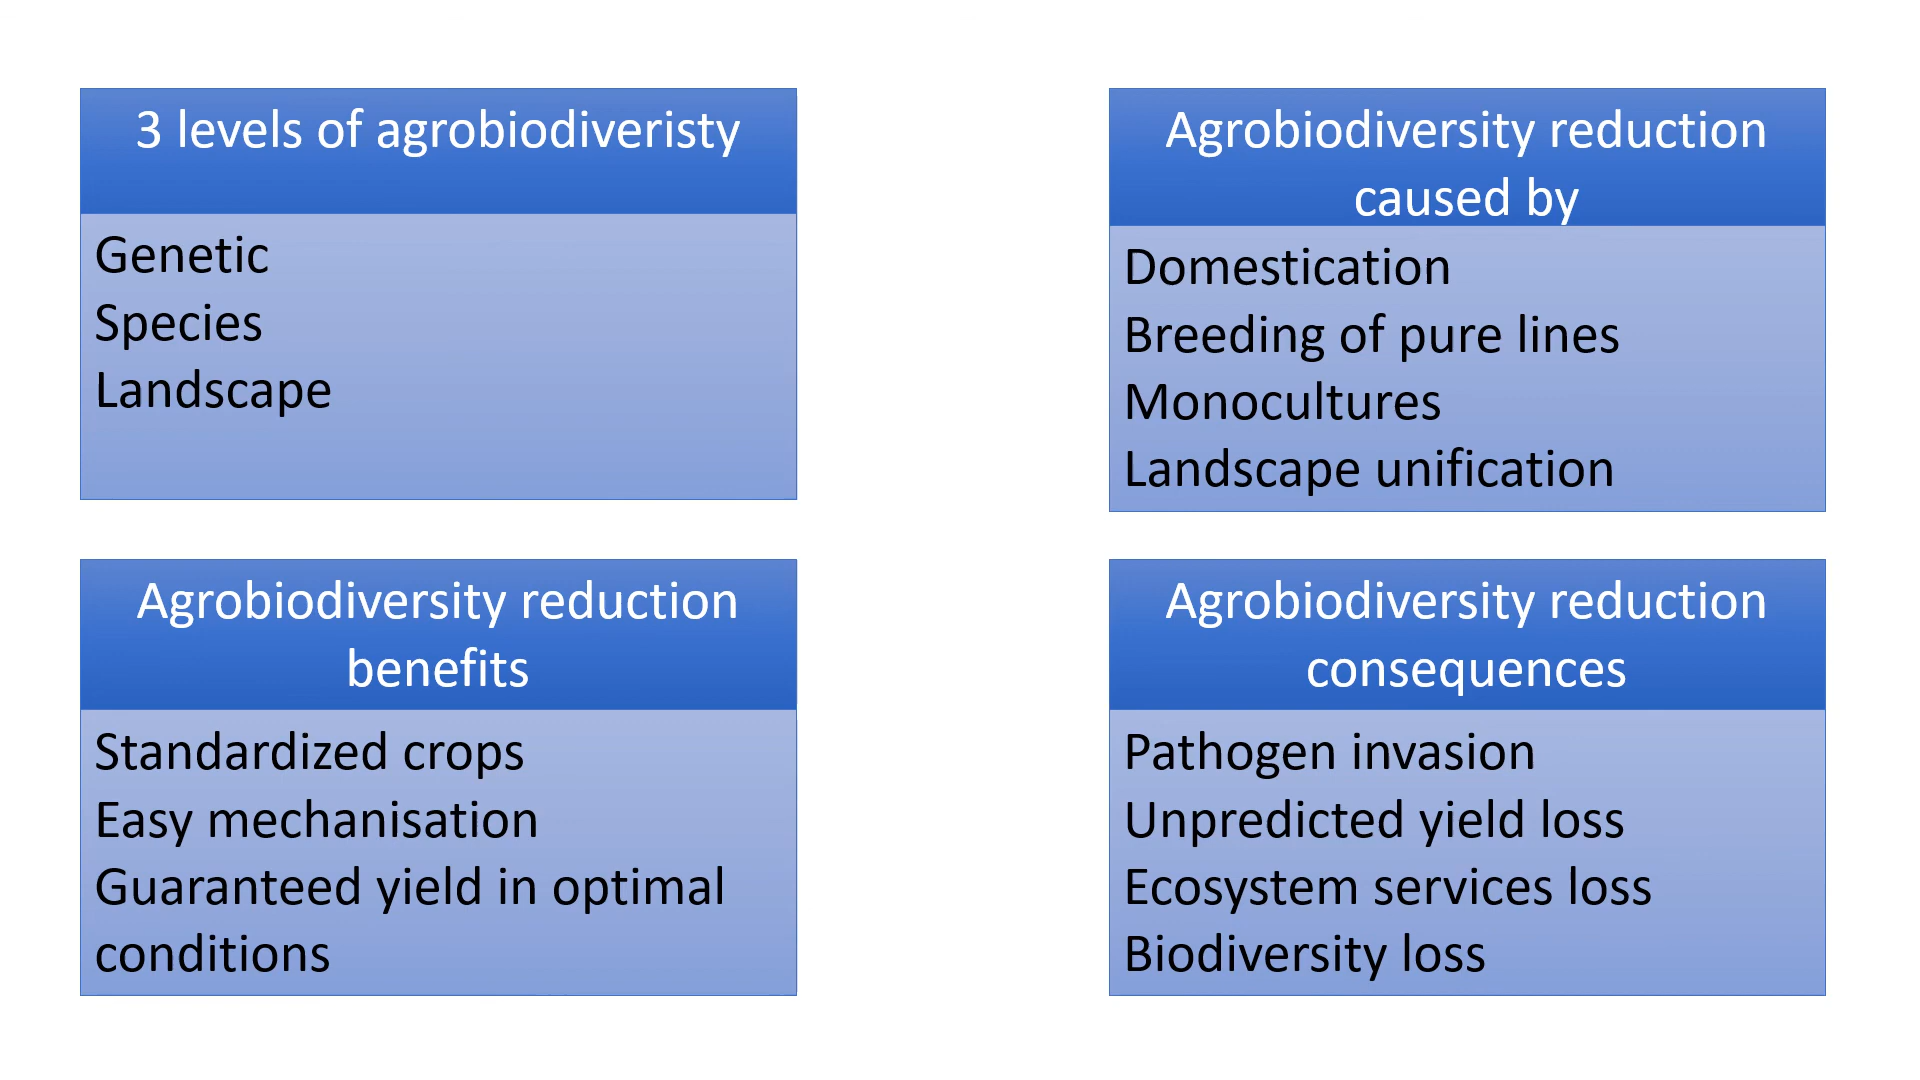 3 levels of agrobiodiveristy
Genetic
Species
Landscape
Agrobiodiversity reduction
caused by
Domestication
Breeding of pure lines
Monocultures
Landscape unification
Agrobiodiversity reduction
benefits
Standardized crops
Easy mechanisation
Guaranteed yield in optimal
conditions
Agrobiodiversity reduction
consequences
Pathogen invasion
Unpredicted yield loss
Ecosystem services loss
Biodiversity loss